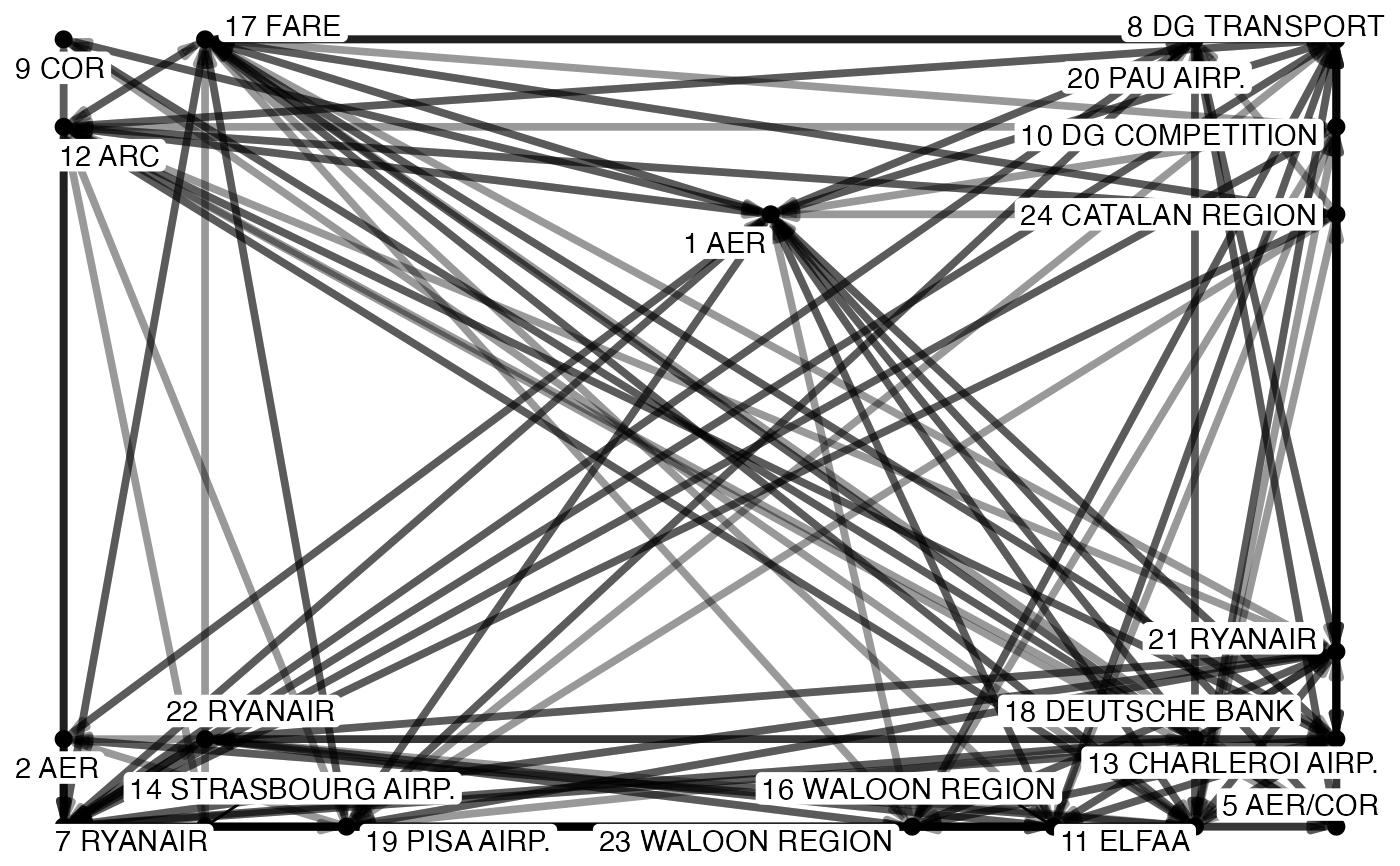 17 FARE
8 DG TRANSPORT
9 COR
20 PAU AIRP.
10 DG COMPETITION
12 ARC
24 CATALAN REGION
1 AER
21 RYANAIR
22 RYANAIR
18 DEUTSCHE BANK
2 AER
13 CHARLEROI AIRP.
14 STRASBOURG AIRP.
16 WALOON REGION
5 AER/COR
7 RYANAIR
19 PISA AIRP.
23 WALOON REGION
11 ELFAA